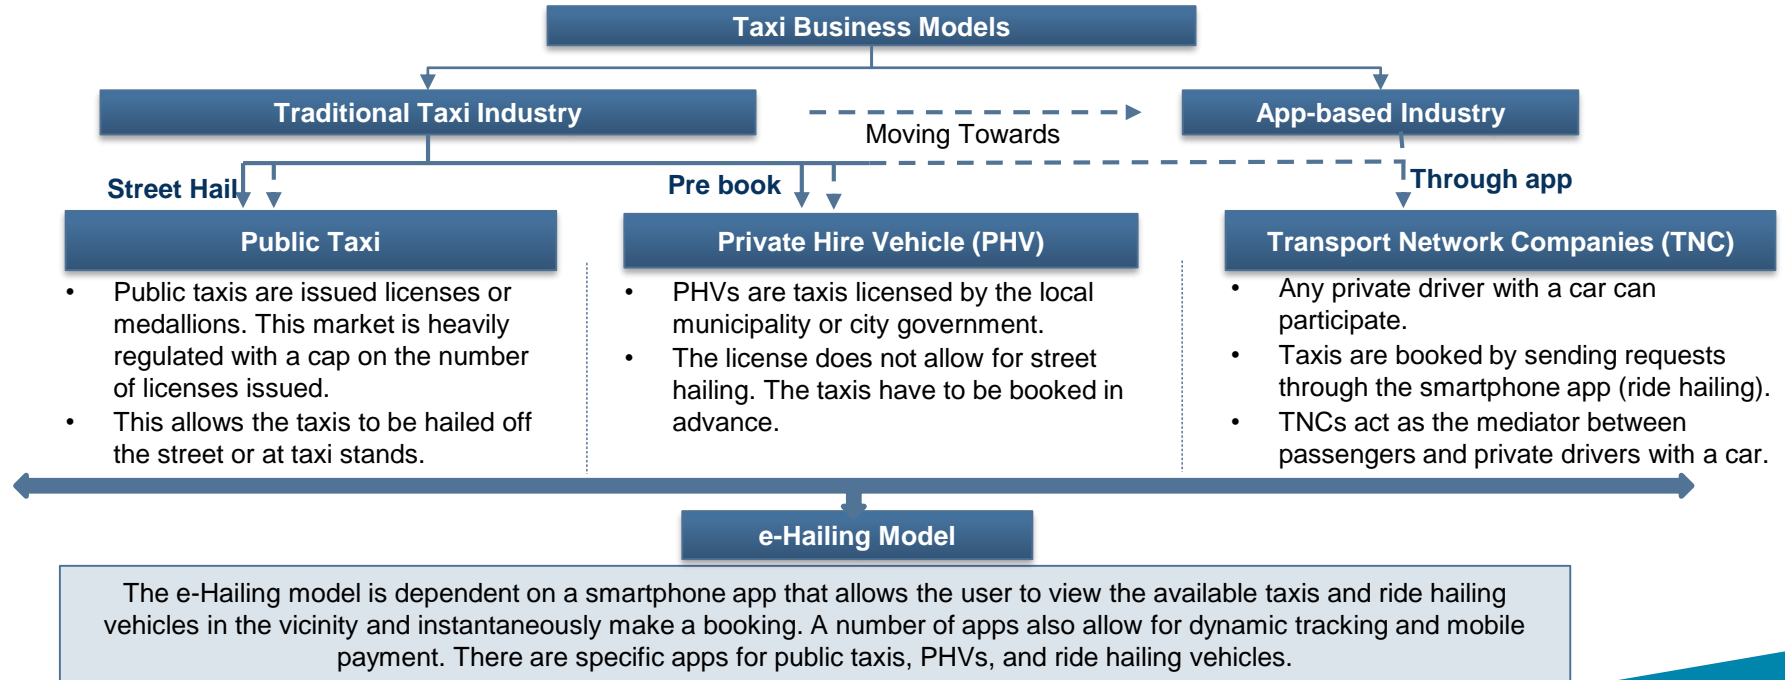 Taxi Business Models
Traditional Taxi Industry
App-based Industry
Moving Towards
Street Hail
Pre book
Through app
Public Taxi
• Public taxis are issued licenses or
medallions. This market is heavily
regulated with a cap on the number
of licenses issued.
• This allows the taxis to be hailed off
the street or at taxi stands.
Private Hire Vehicle (PHV)
• PHVs are taxis licensed by the local
municipality or city government.
• The license does not allow for street
hailing. The taxis have to be booked in
advance.
Transport Network Companies (TNC)
• Any private driver with a car can
participate.
• Taxis are booked by sending requests
through the smartphone app (ride hailing).
• TNCs act as the mediator between
passengers and private drivers with a car.
e-Hailing Model
The e-Hailing model is dependent on a smartphone app that allows the user to view the available taxis and ride hailing
vehicles in the vicinity and instantaneously make a booking. A number of apps also allow for dynamic tracking and mobile
payment. There are specific apps for public taxis, PHVs, and ride hailing vehicles.